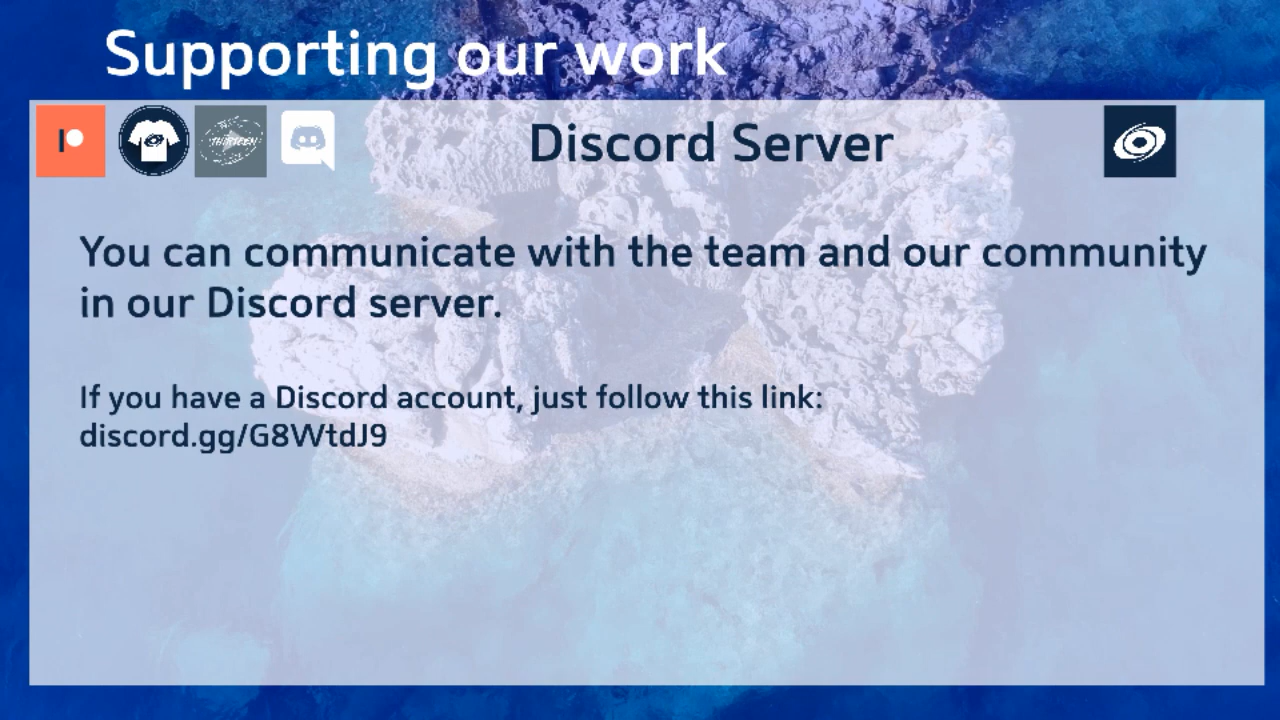 Supporting our work
THIRTEEN
Discord Server
You can communicate with the team and our community
in our Discord server.
If you have a Discord account, just follow this link:
discord.gg/G8WtdJ9